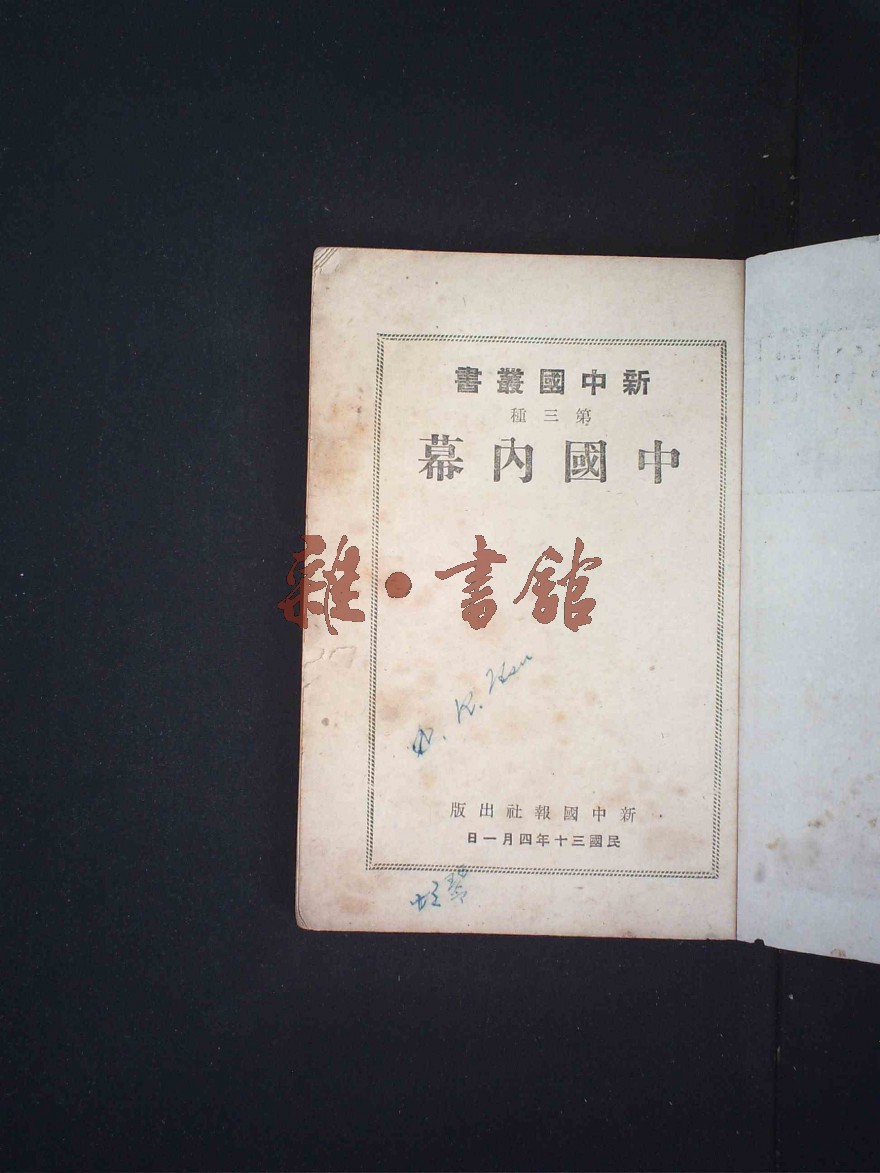 新中國叢書
第三種
中國內幕
雜·書館
K. Hsu
新中國報社出版
民國三十年四月一日